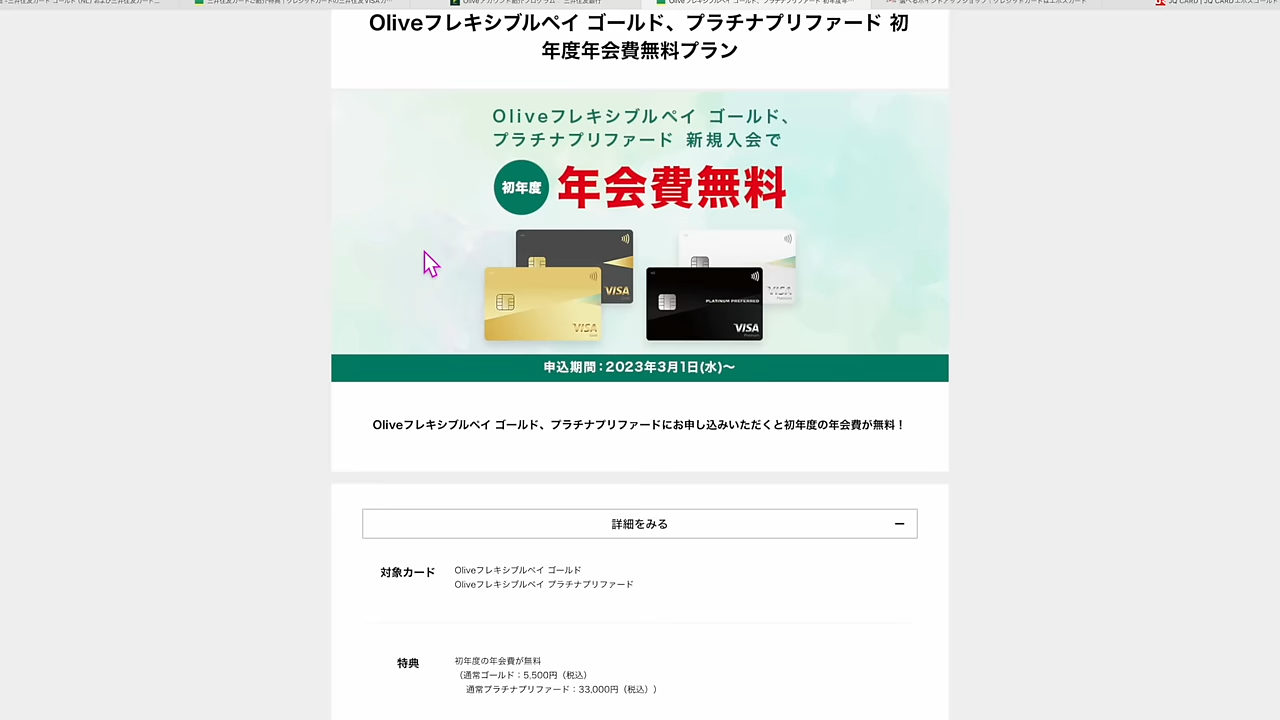 Oliveフレキシブルペイ ゴールド、プラチナプリファード 初
年度年会費無料プラン
Oliveフレキシブルペイ ゴールド、
プラチナプリファード 新規入会で
初年度
年会費無料
VISA
VISA
VISA
PLATINUM PREFERRED
VISA
申込期間：2023年3月1日(水)～
Oliveフレキシブルペイ ゴールド、プラチナプリファードにお申し込みいただくと初年度の年会費が無料！
詳細をみる
対象カード
Oliveフレキシブルペイ ゴールド
Oliveフレキシブルペイ プラチナプリファード
特典
初年度の年会費が無料
（通常ゴールド：5,500円（税込）
通常プラチナプリファード：33,000円（税込））